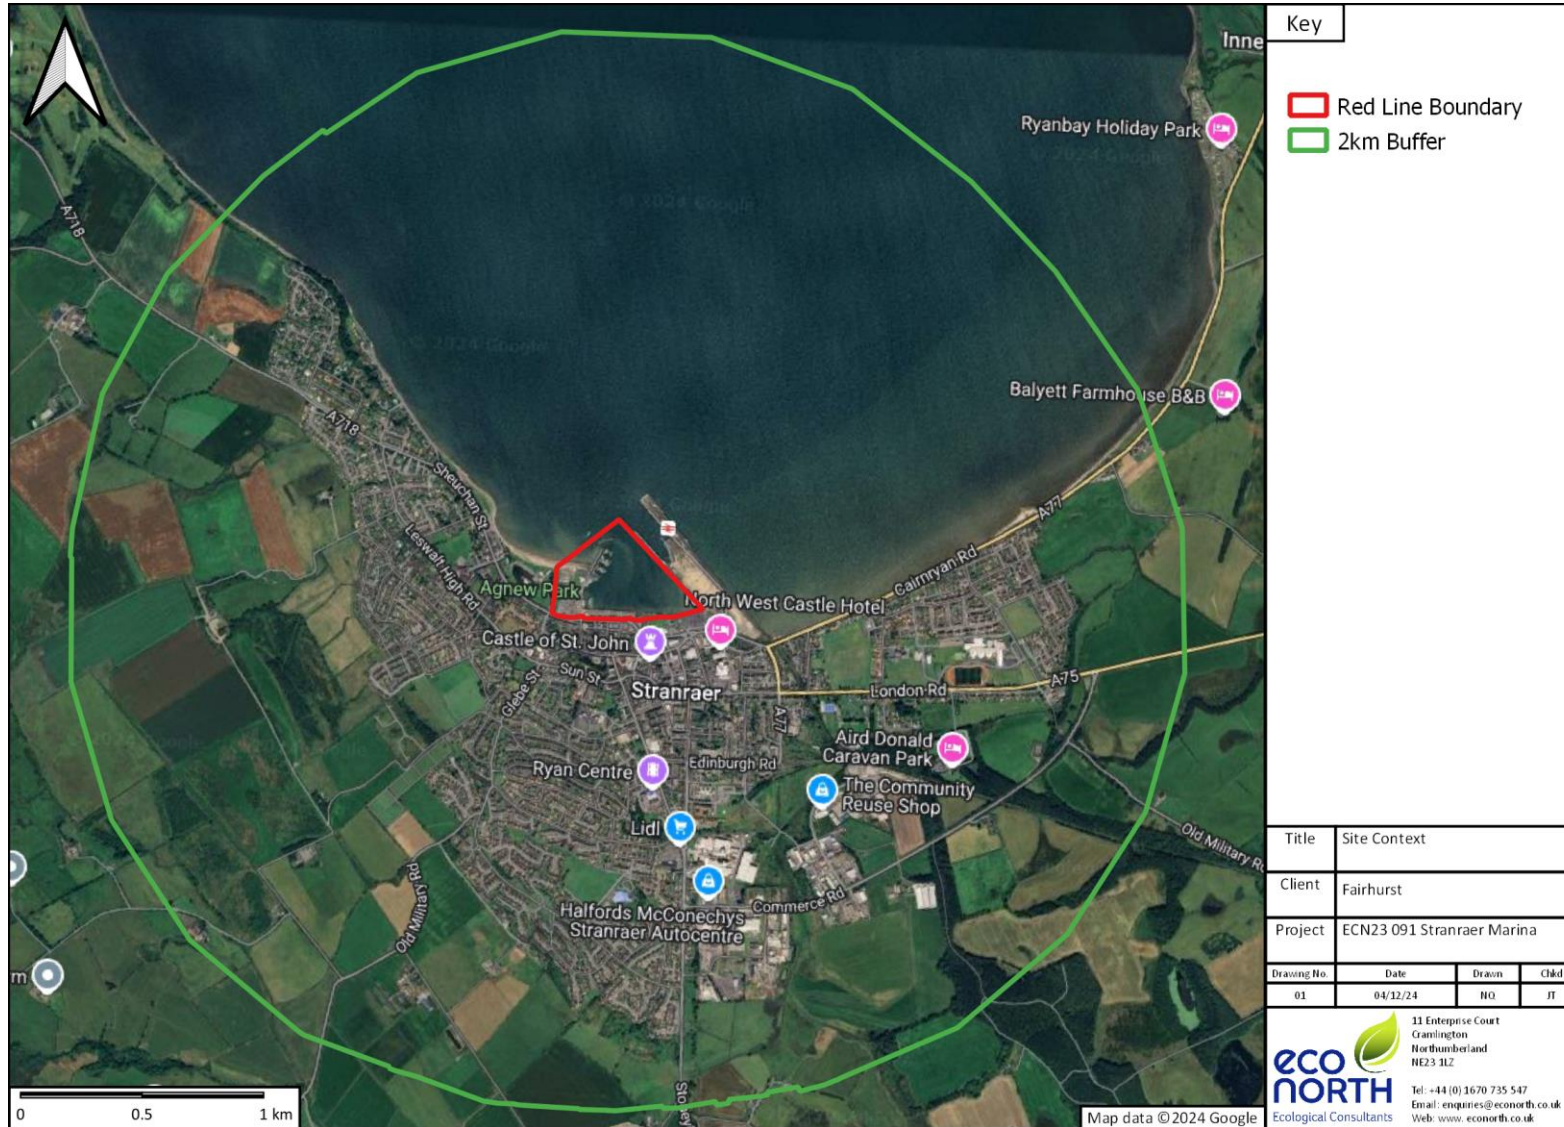 Key
Red Line Boundary
2km Buffer
Inne
Ryanbay Holiday Park
© 2024 Google
A718
© 2024 Google
Balyett Farmhouse B&B
A718
Sheuchan St
A77
Leswalt High Rd
Cairnryan Rd
Agnew Park
North West Castle Hotel
Castle of St. John
Sun St
Glebe St
Stranraer
London Rd
A75
A77
Aird Donald
Caravan Park
Ryan Centre
Edinburgh Rd
The Community
Reuse Shop
Lidl
Old Military R
Old Military Rd
Commerce Rd
Halfords McConechys
Stranraer Autocentre
m
0 0.5 1 km
Map data ©2024 Google
Title Site Context
Client Fairhurst
Project ECN23 091 Stranraer Marina
Drawing No. Date Drawn Chkd
01 04/12/24 NQ JT
eco
NORTH
Ecological Consultants
11 Enterprise Court
Cramlington
Northumberland
NE23 1LZ
Tel: +44 (0) 1670 735 547
Email: enquiries@econorth.co.uk
Web: www. econorth.co.uk